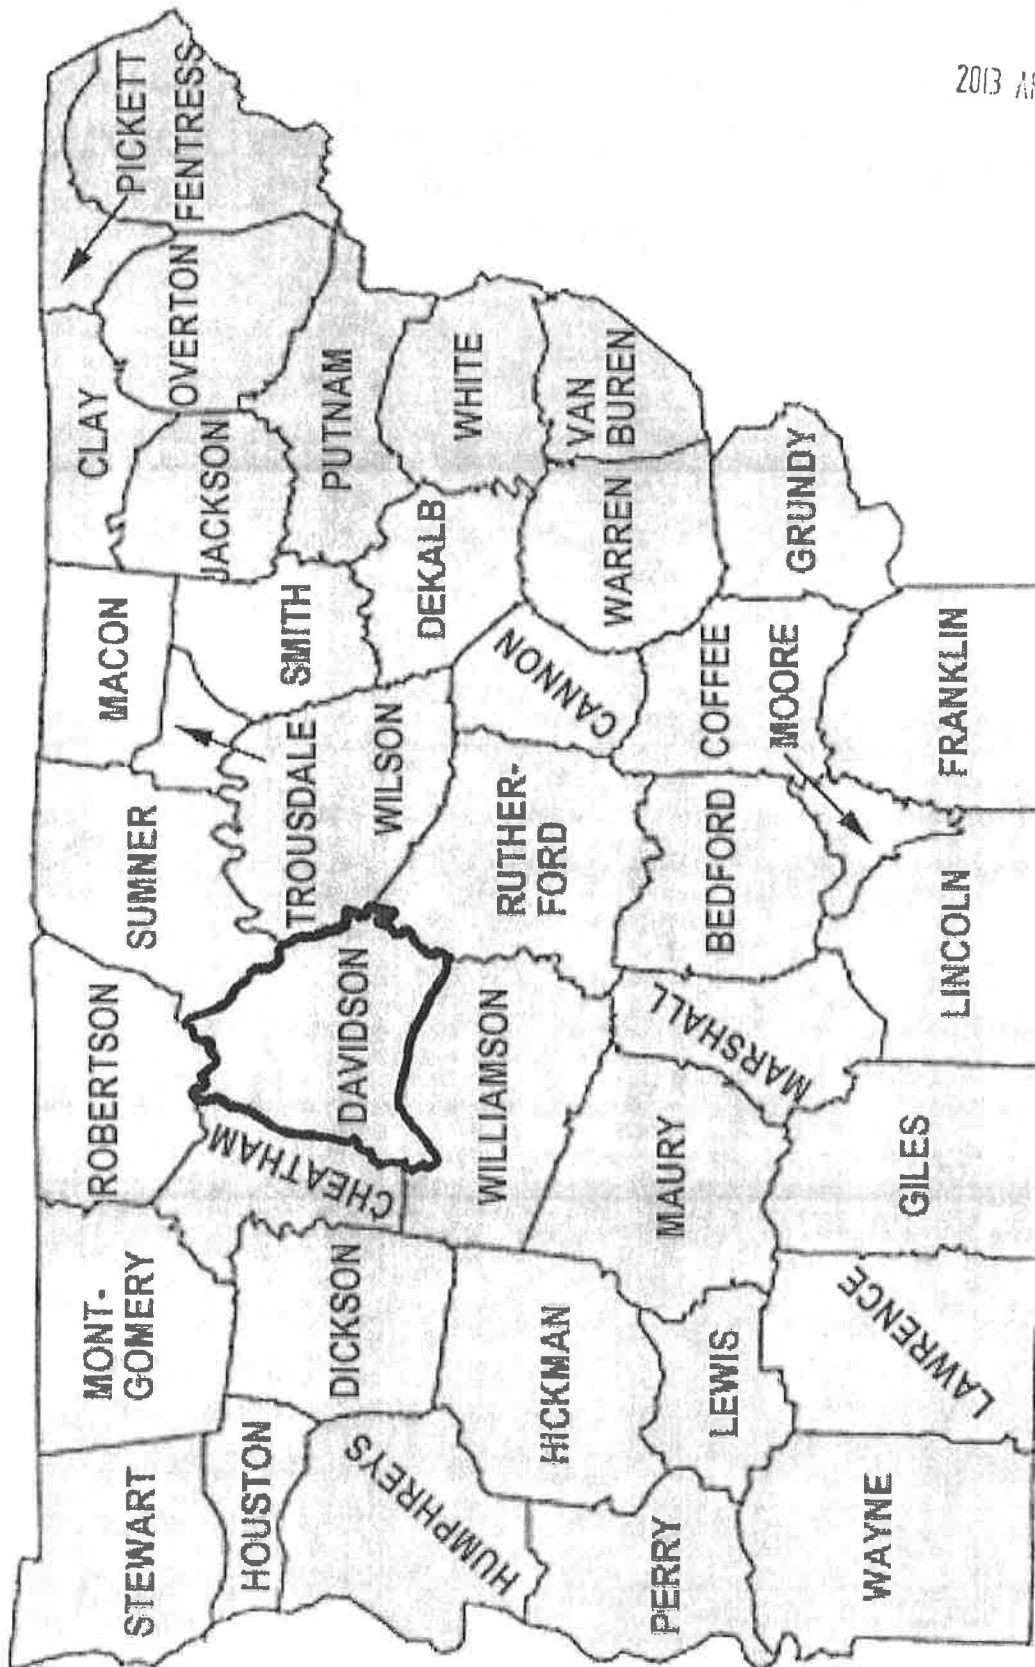 2013
PICKETT
FENTRESS
CLAY
OVERTON
JACKSON
PUTNAM
WHITE
VAN
BUREN
MACON
SMITH
DEKALB
WARREN
GRUNDY
CANNON
SUMNER
TROUSDALE
WILSON
RUTHER-
FORD
COFFEE
MOORE
BEDFORD
FRANKLIN
LINCOLN
ROBERTSON
DAVIDSON
CHEATHAM
WILLIAMSON
MARSHALL
MAURY
GILES
MONT-
GOMERY
DICKSON
HICKMAN
LEWIS
LAWRENCE
STEWART
HOUSTON
HUMPHREYS
PERRY
WAYNE